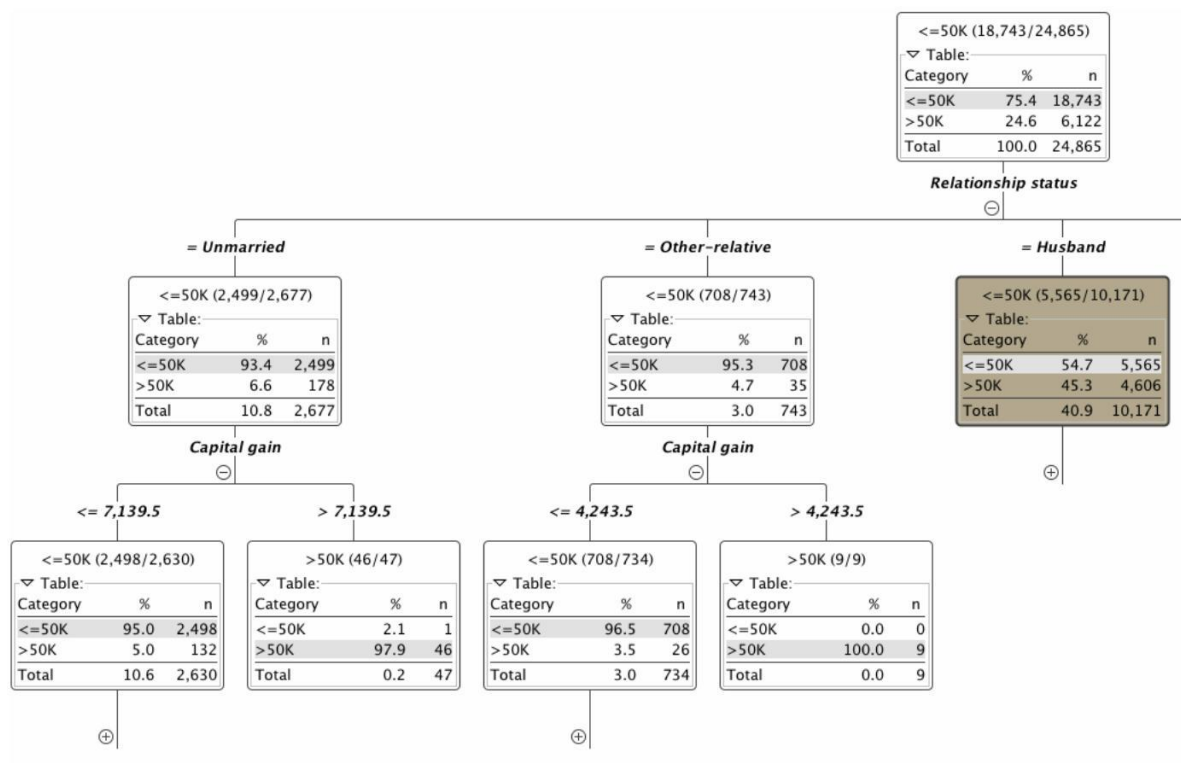 <=50K (18,743/24,865)
Table:
Category % n
<=50K 75.4 18,743
>50K 24.6 6,122
Total 100.0 24,865
Relationship status
= Unmarried
<=50K (2,499/2,677)
Table:
Category % n
<=50K 93.4 2,499
>50K 6.6 178
Total 10.8 2,677
Capital gain
= Other-relative
<=50K (708/743)
Table:
Category % n
<=50K 95.3 708
>50K 4.7 35
Total 3.0 743
Capital gain
= Husband
<=50K (5,565/10,171)
Table:
Category % n
<=50K 54.7 5,565
>50K 45.3 4,606
Total 40.9 10,171
<= 7,139.5
<=50K (2,498/2,630)
Table:
Category % n
<=50K 95.0 2,498
>50K 5.0 132
Total 10.6 2,630
> 7,139.5
>50K (46/47)
Table:
Category % n
<=50K 2.1 1
>50K 97.9 46
Total 0.2 47
<= 4,243.5
<=50K (708/734)
Table:
Category % n
<=50K 96.5 708
>50K 3.5 26
Total 3.0 734
> 4,243.5
>50K (9/9)
Table:
Category % n
<=50K 0.0 0
>50K 100.0 9
Total 0.0 9